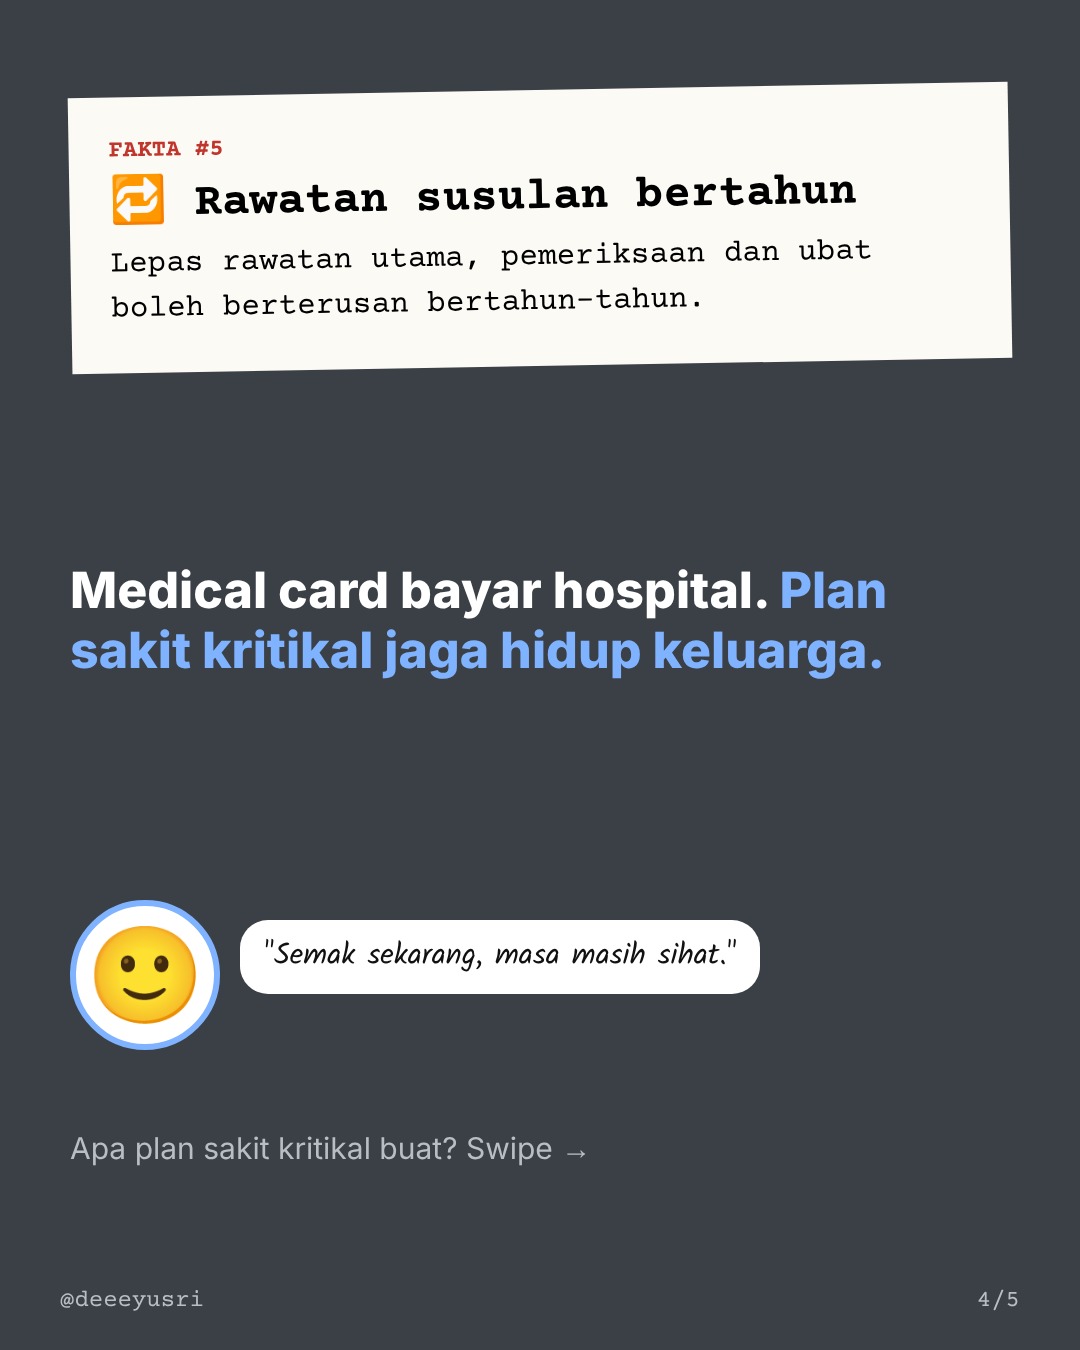 FAKTA #5
🔁 Rawatan susulan bertahun
Lepas rawatan utama, pemeriksaan dan ubat
boleh berterusan bertahun-tahun.
Medical card bayar hospital. Plan
sakit kritikal jaga hidup keluarga.
"Semak sekarang, masa masih sihat."
Apa plan sakit kritikal buat? Swipe →
@deeeyusri
4/5